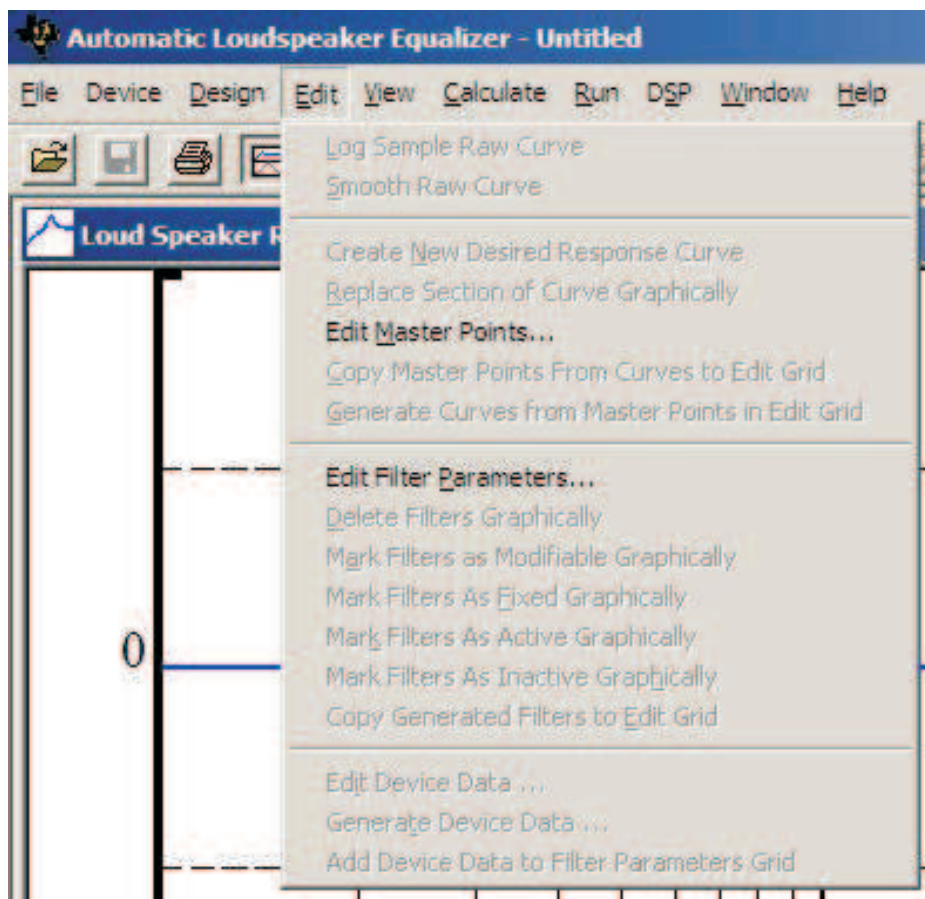 Automatic Loudspeaker Equalizer - Untitled
File Device Design Edit View Calculate Run DSP Window Help
Log Sample Raw Curve
Smooth Raw Curve
Loud Speaker R
Create New Desired Response Curve
Replace Section of Curve Graphically
Edit Master Points...
Copy Master Points From Curves to Edit Grid
Generate Curves from Master Points in Edit Grid
Edit Filter Parameters...
Delete Filters Graphically
Mark Filters as Modifiable Graphically
Mark Filters As Fixed Graphically
0
Mark Filters As Active Graphically
Mark Filters As Inactive Graphically
Copy Generated Filters to Edit Grid
Edit Device Data ...
Generate Device Data ...
Add Device Data to Filter Parameters Grid